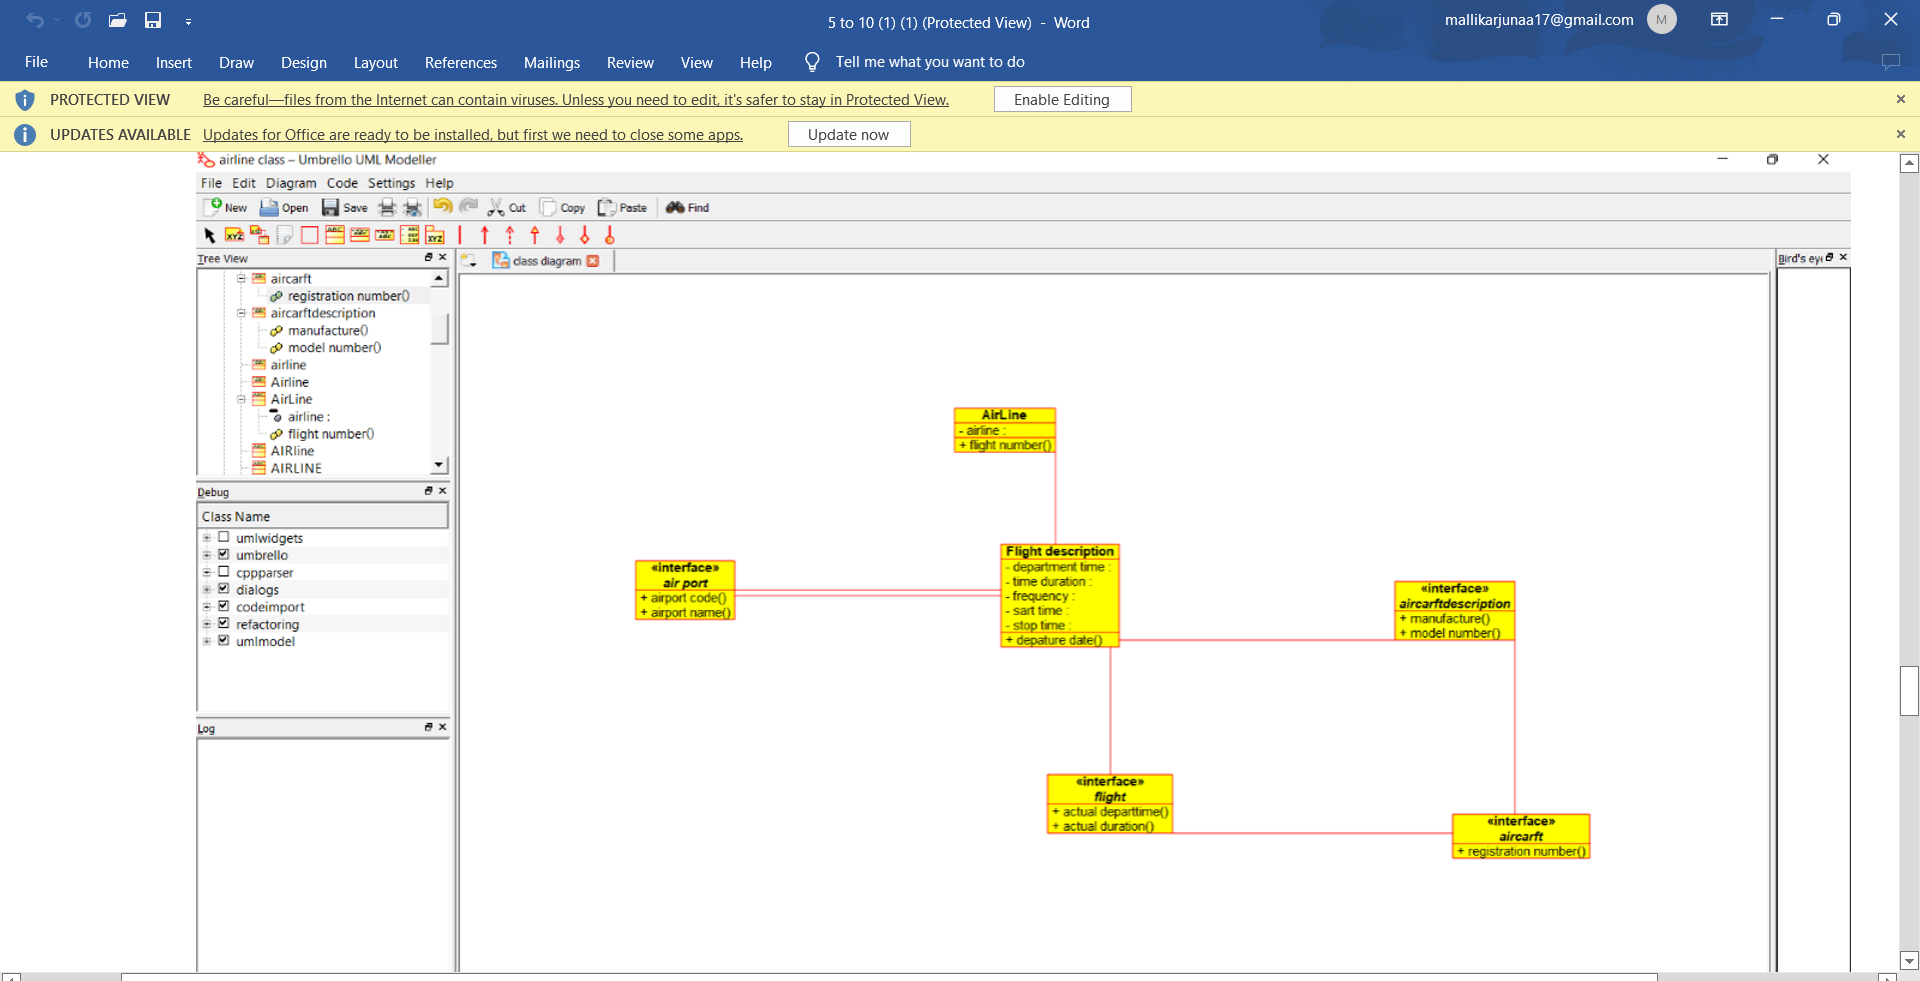 5 to 10 (1) (1) (Protected View) - Word
mallikarjunaa17@gmail.com
M
File Home Insert Draw Design Layout References Mailings Review View Help Tell me what you want to do
PROTECTED VIEW Be careful—files from the Internet can contain viruses. Unless you need to edit, it's safer to stay in Protected View. Enable Editing
UPDATES AVAILABLE Updates for Office are ready to be installed, but first we need to close some apps. Update now
airline class – Umbrello UML Modeller
File Edit Diagram Code Settings Help
New Open Save Cut Copy Paste Find
Tree View
class diagram
Bird's eye
aircarft
registration number()
aircarftdescription
manufacture()
model number()
airline
Airline
AirLine
airline :
flight number()
AIRline
AIRLINE
Debug
Class Name
umlwidgets
umbrello
cppparser
dialogs
codeimport
refactoring
umlmodel
Log
AirLine
- airline :
+ flight number()
«interface»
air port
+ airport code()
+ airport name()
Flight description
- department time :
- time duration :
- frequency :
- sart time :
- stop time :
+ depature date()
«interface»
aircarftdescription
+ manufacture()
+ model number()
«interface»
flight
+ actual departtime()
+ actual duration()
«interface»
aircarft
+ registration number()